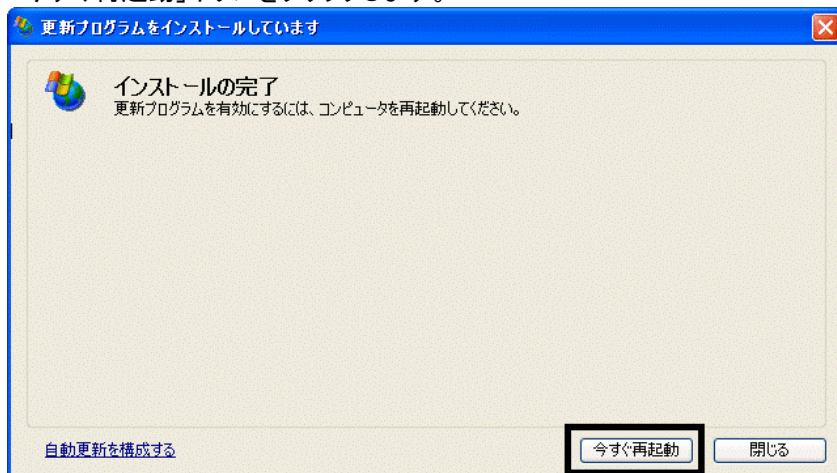 更新プログラムをインストールしています
インストールの完了
更新プログラムを有効にするには、コンピュータを再起動してください。
自動更新を構成する
今すぐ再起動
閉じる